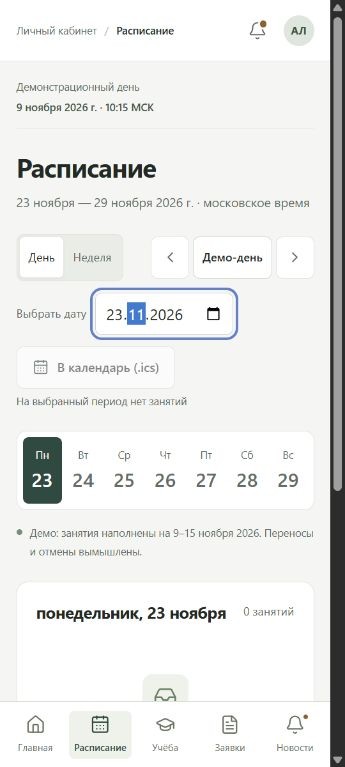 Личный кабинет / Расписание
АЛ
Демонстрационный день
9 ноября 2026 г. · 10:15 МСК
Расписание
23 ноября — 29 ноября 2026 г. · московское время
День Неделя Демо-день
Выбрать дату 23.11.2026
В календарь (.ics)
На выбранный период нет занятий
Пн Вт Ср Чт Пт Сб Вс
23 24 25 26 27 28 29
Демо: занятия наполнены на 9–15 ноября 2026. Переносы
и отмены вымышлены.
понедельник, 23 ноября 0 занятий
Главная Расписание Учёба Заявки Новости